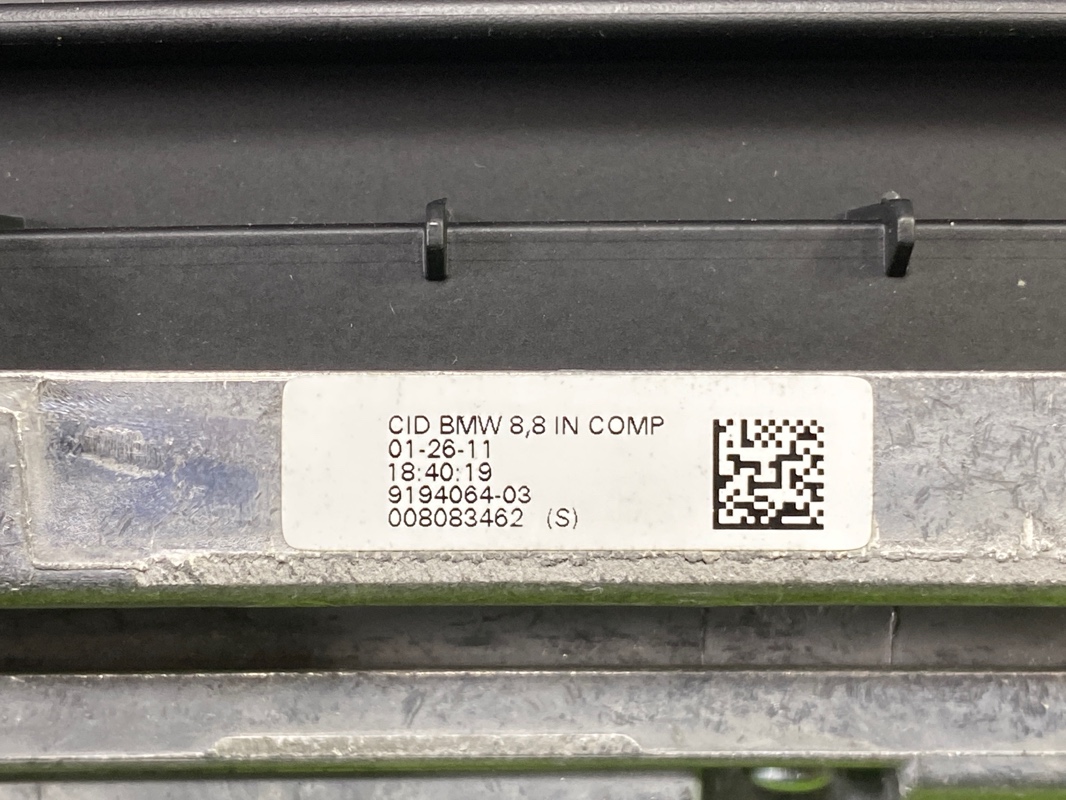 CID BMW 8,8 IN COMP
01-26-11
18:40:19
9194064-03
008083462 (S)